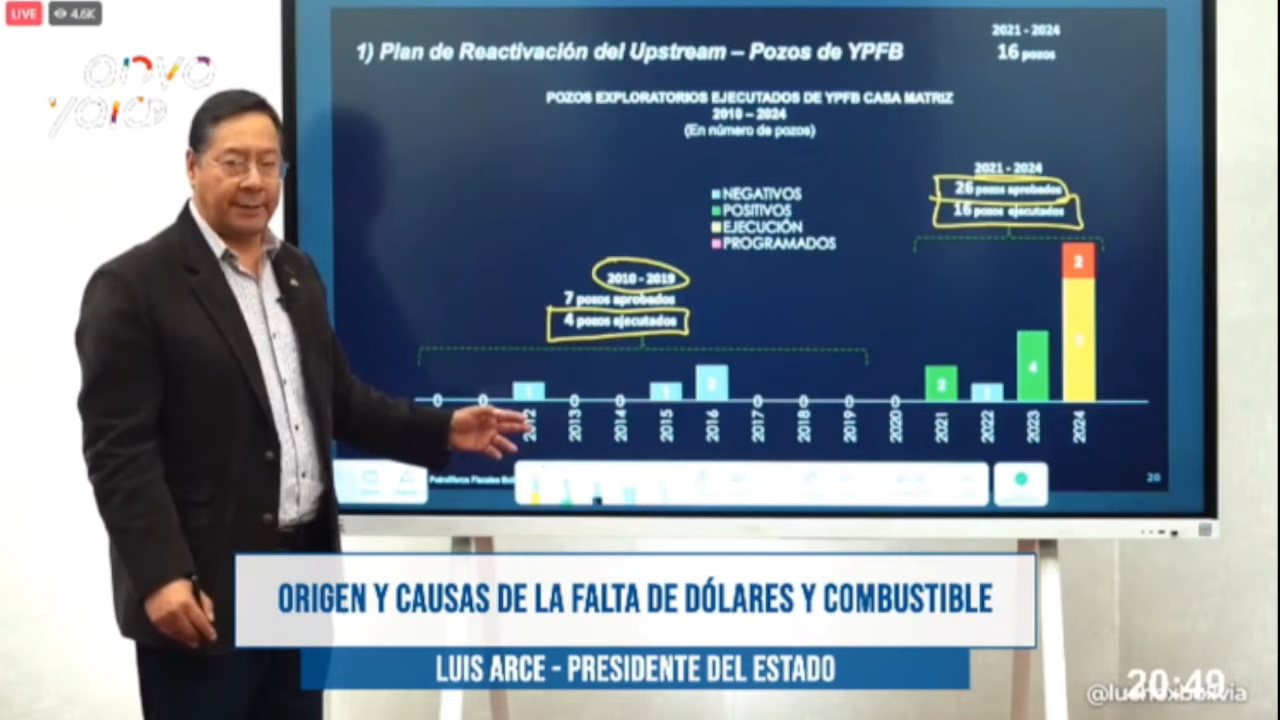 LIVE
4.6K
1) Plan de Reactivación del Upstream – Pozos de YPFB
2021 - 2024
16 pozos
POZOS EXPLORATORIOS EJECUTADOS DE YPFB CASA MATRIZ
2010 – 2024
(En número de pozos)
NEGATIVOS
POSITIVOS
EJECUCIÓN
PROGRAMADOS
2010 - 2019
7 pozos aprobados
4 pozos ejecutados
2021 - 2024
26 pozos aprobados
16 pozos ejecutados
0 0 1 0 0 1 2 0 0 0 0 2 1 4 7 2
2012 2013 2014 2015 2016 2017 2018 2019 2020 2021 2022 2023 2024
20
ORIGEN Y CAUSAS DE LA FALTA DE DÓLARES Y COMBUSTIBLE
LUIS ARCE - PRESIDENTE DEL ESTADO
20:49